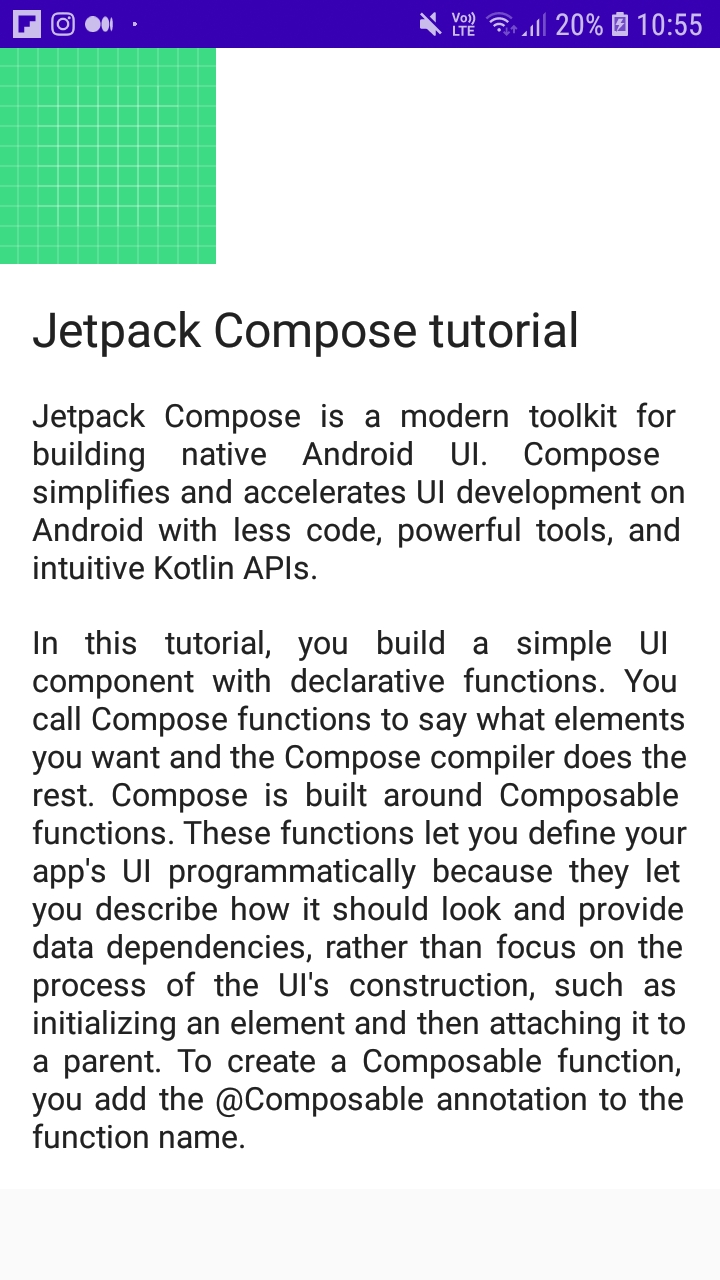 Vo)) LTE 20% 10:55
Jetpack Compose tutorial
Jetpack Compose is a modern toolkit for
building native Android UI. Compose
simplifies and accelerates UI development on
Android with less code, powerful tools, and
intuitive Kotlin APIs.
In this tutorial, you build a simple UI
component with declarative functions. You
call Compose functions to say what elements
you want and the Compose compiler does the
rest. Compose is built around Composable
functions. These functions let you define your
app's UI programmatically because they let
you describe how it should look and provide
data dependencies, rather than focus on the
process of the UI's construction, such as
initializing an element and then attaching it to
a parent. To create a Composable function,
you add the @Composable annotation to the
function name.